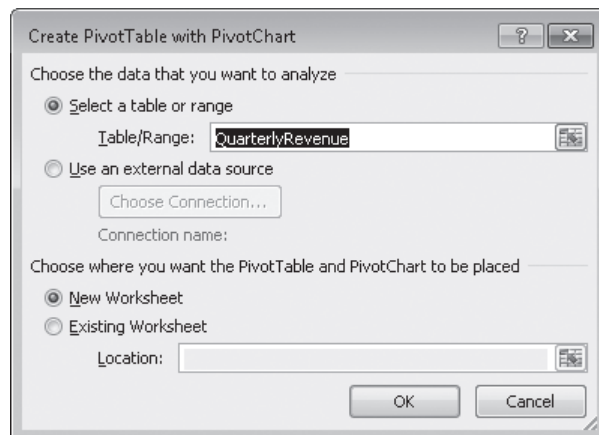 Create PivotTable with PivotChart
Choose the data that you want to analyze
Select a table or range
Table/Range: QuarterlyRevenue
Use an external data source
Choose Connection...
Connection name:
Choose where you want the PivotTable and PivotChart to be placed
New Worksheet
Existing Worksheet
Location:
OK Cancel